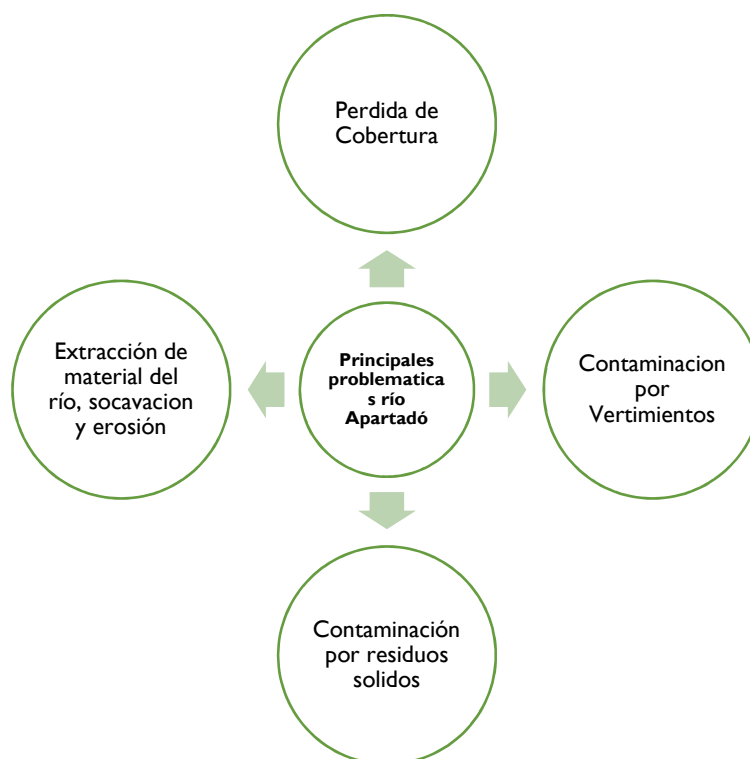 Perdida de
Cobertura
Extracción de
material del
río, socavacion
y erosión
Principales
problematica
s río
Apartadó
Contaminacion
por
Vertimientos
Contaminación
por residuos
solidos